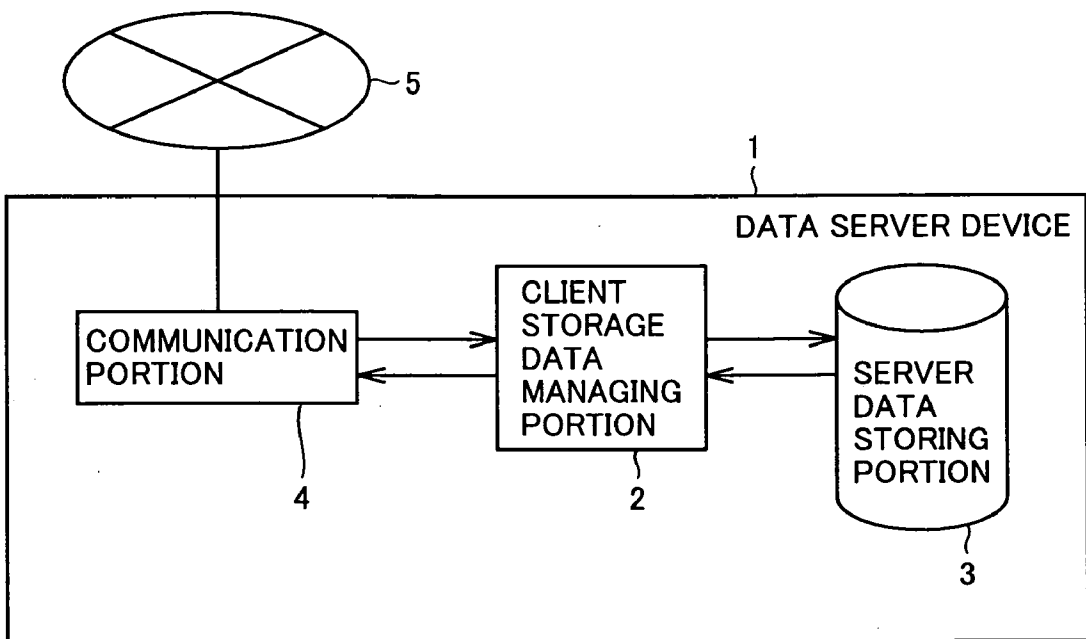 5
1
DATA SERVER DEVICE
COMMUNICATION
PORTION
4
CLIENT
STORAGE
DATA
MANAGING
PORTION
2
SERVER
DATA
STORING
PORTION
3